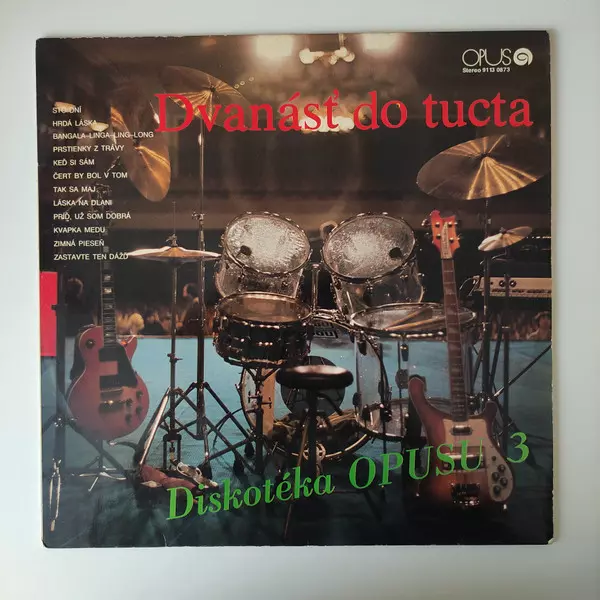 OPUS
Stereo 9113 0873
Dvanásť do tucta
STO DNÍ
HRDÁ LÁSKA
BANGALA-LINGA-LING-LONG
PRSTIENKY Z TRÁVY
KEĎ SI SÁM
ČERT BY BOL V TOM
TAK SA MAJ
LÁSKA NA DLANI
PRÍĎ, UŽ SOM DOBRÁ
KVAPKA MEDU
ZIMNÁ PIESEŇ
ZASTAVTE TEN DÁŽĎ
Diskotéka OPUSU 3